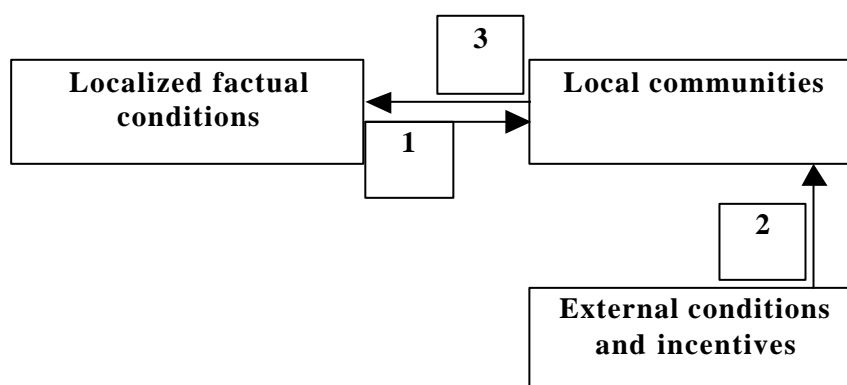 3
Localized factual
conditions
Local communities
1
2
External conditions
and incentives